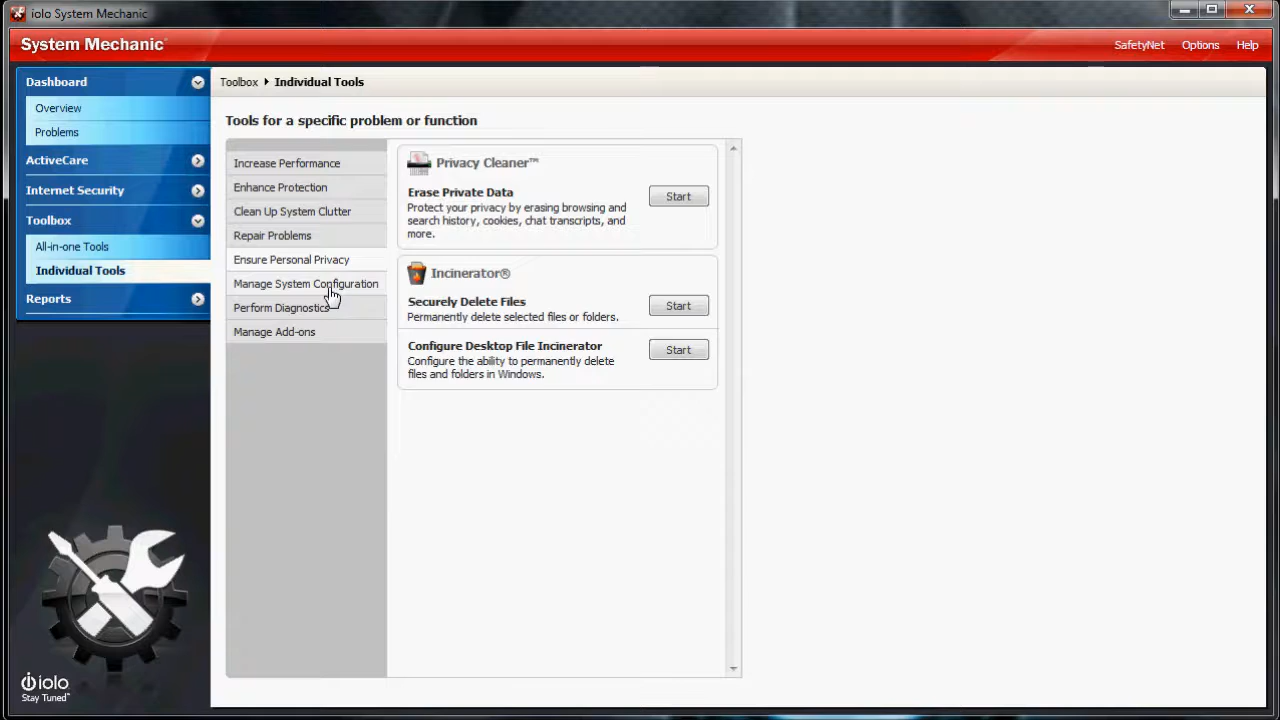 iolo System Mechanic
System Mechanic
SafetyNet Options Help
Dashboard
Overview
Problems
ActiveCare
Internet Security
Toolbox
All-in-one Tools
Individual Tools
Reports
iolo
Stay Tuned™
Toolbox Individual Tools
Tools for a specific problem or function
Increase Performance
Enhance Protection
Clean Up System Clutter
Repair Problems
Ensure Personal Privacy
Manage System Configuration
Perform Diagnostics
Manage Add-ons
Privacy Cleaner™
Erase Private Data
Start
Protect your privacy by erasing browsing and
search history, cookies, chat transcripts, and
more.
Incinerator®
Securely Delete Files
Start
Permanently delete selected files or folders.
Configure Desktop File Incinerator
Start
Configure the ability to permanently delete
files and folders in Windows.